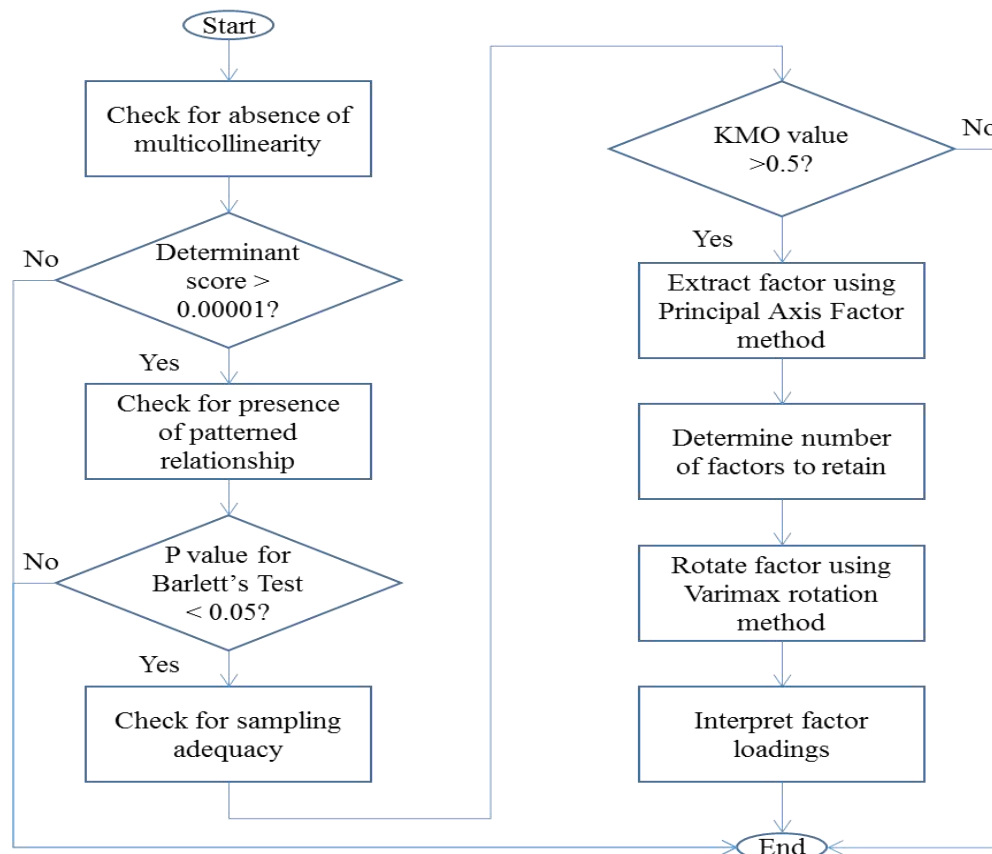 Start
Check for absence of
multicollinearity
Determinant
score >
0.00001?
No
Yes
Check for presence
of patterned
relationship
P value for
Barlett's Test
< 0.05?
No
Yes
Check for sampling
adequacy
KMO value
>0.5?
No
Yes
Extract factor using
Principal Axis Factor
method
Determine number
of factors to retain
Rotate factor using
Varimax rotation
method
Interpret factor
loadings
End